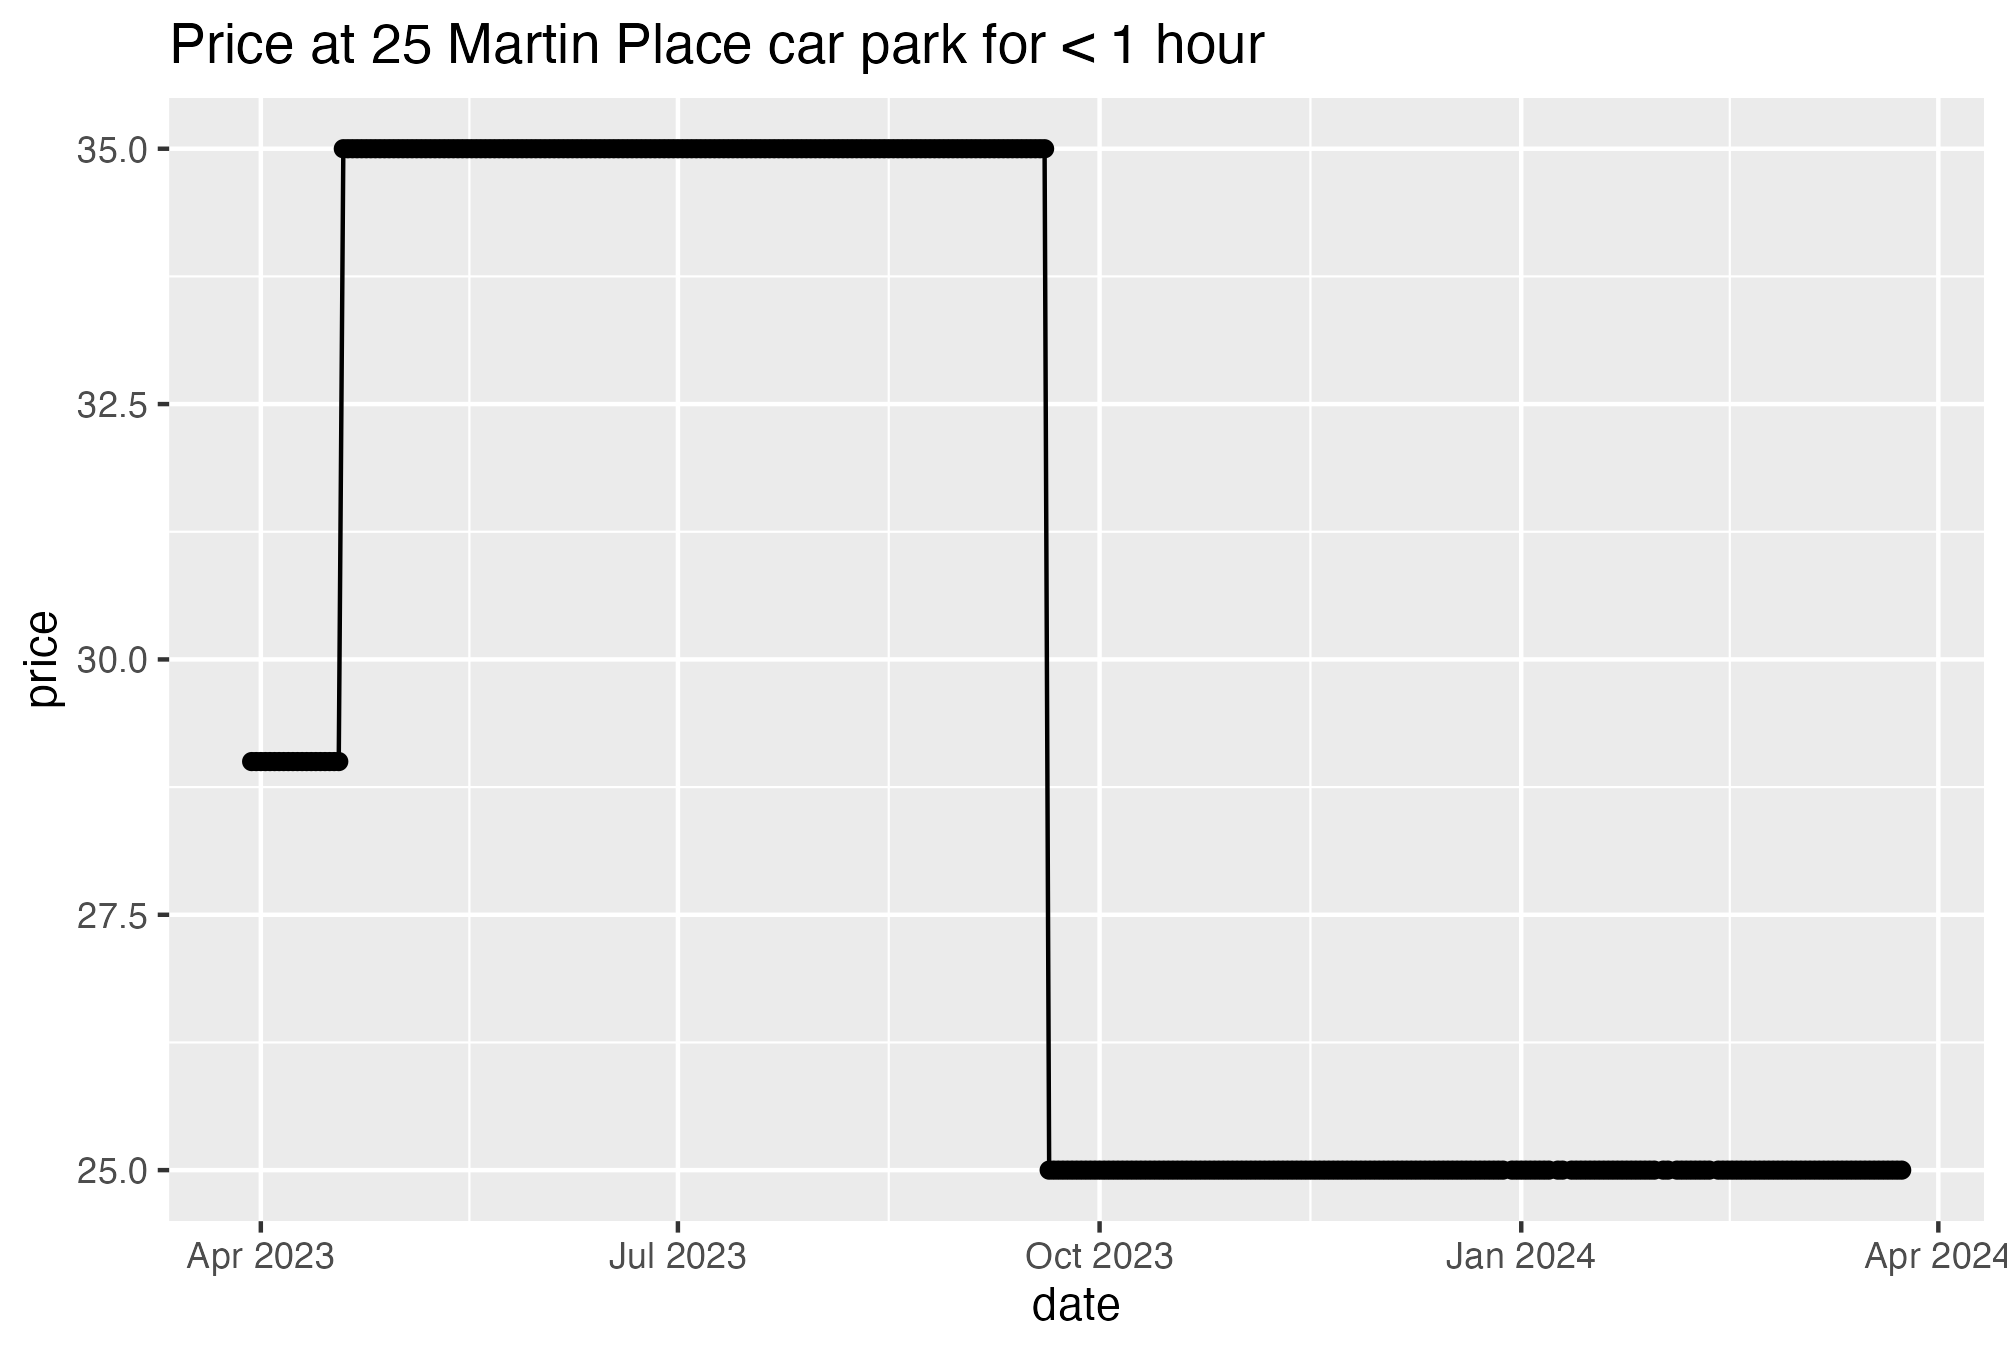 Price at 25 Martin Place car park for < 1 hour
35.0
32.5
30.0
27.5
25.0
price
Apr 2023
Jul 2023
Oct 2023
Jan 2024
Apr 2024
date